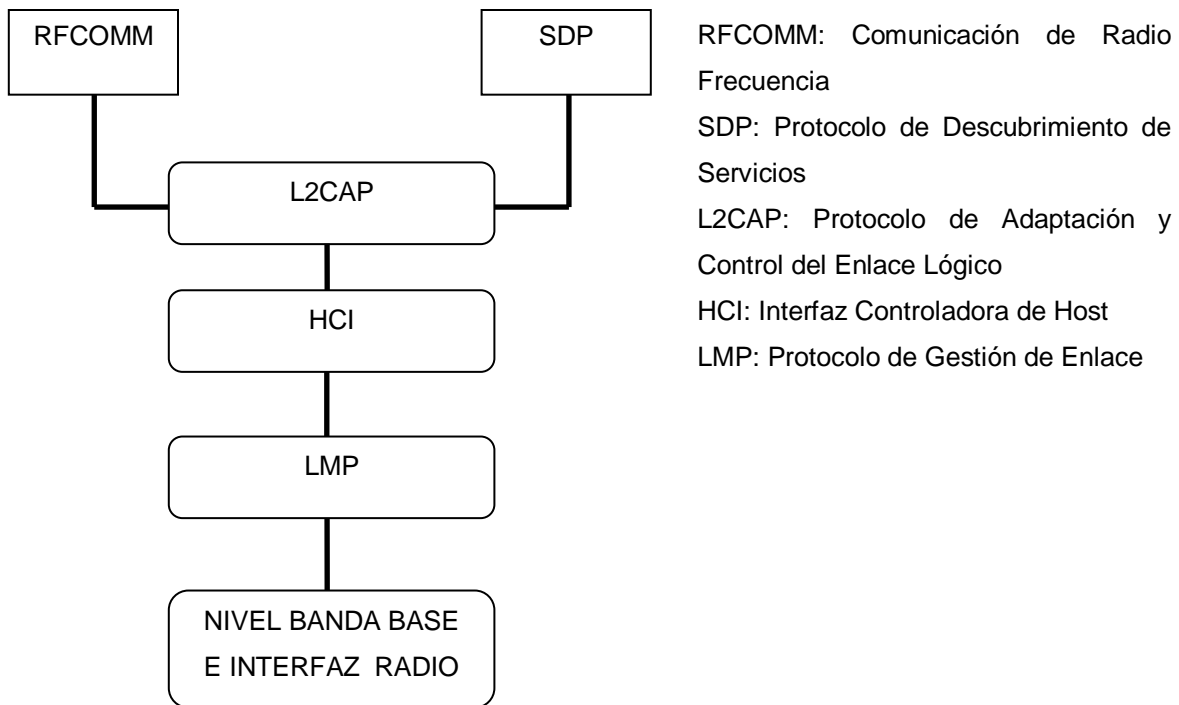 RFCOMM
SDP
L2CAP
HCI
LMP
NIVEL BANDA BASE
E INTERFAZ RADIO
RFCOMM: Comunicación de Radio
Frecuencia
SDP: Protocolo de Descubrimiento de
Servicios
L2CAP: Protocolo de Adaptación y
Control del Enlace Lógico
HCI: Interfaz Controladora de Host
LMP: Protocolo de Gestión de Enlace